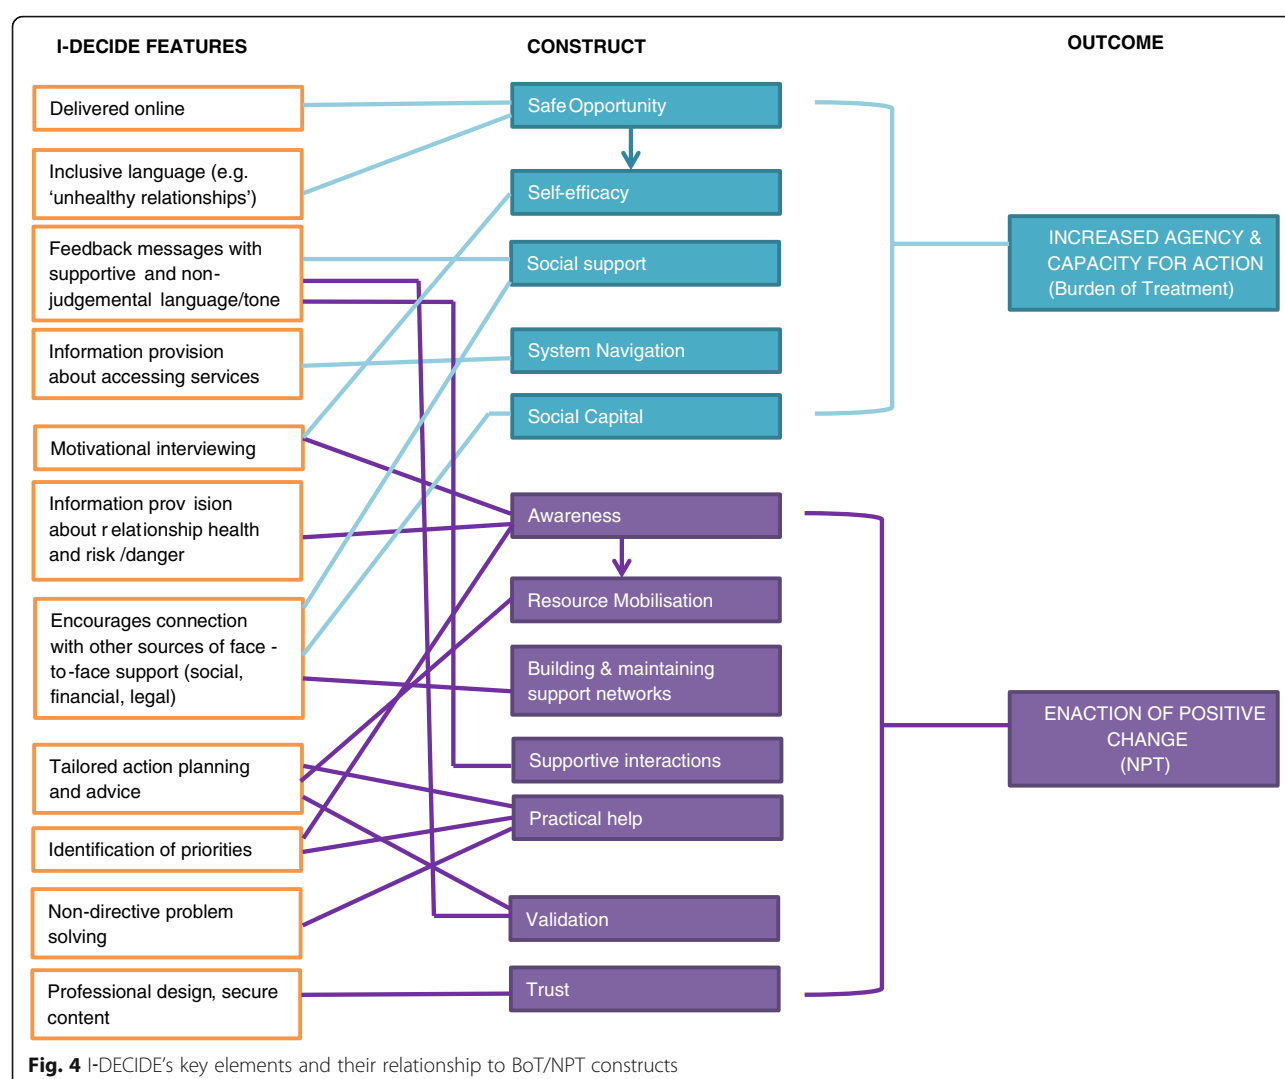 I-DECIDE FEATURES
CONSTRUCT
OUTCOME
Delivered online
Inclusive language (e.g.
‘unhealthy relationships’)
Feedback messages with
supportive and non-
judgemental language/tone
Information provision
about accessing services
Motivational interviewing
Information prov ision
about r elationship health
and risk /danger
Encourages connection
with other sources of face -
to-face support (social,
financial, legal)
Tailored action planning
and advice
Identification of priorities
Non-directive problem
solving
Professional design, secure
content
Safe Opportunity
Self-efficacy
Social support
System Navigation
Social Capital
Awareness
Resource Mobilisation
Building & maintaining
support networks
Supportive interactions
Practical help
Validation
Trust
INCREASED AGENCY &
CAPACITY FOR ACTION
(Burden of Treatment)
ENACTION OF POSITIVE
CHANGE
(NPT)
Fig. 4 I-DECIDE’s key elements and their relationship to BoT/NPT constructs